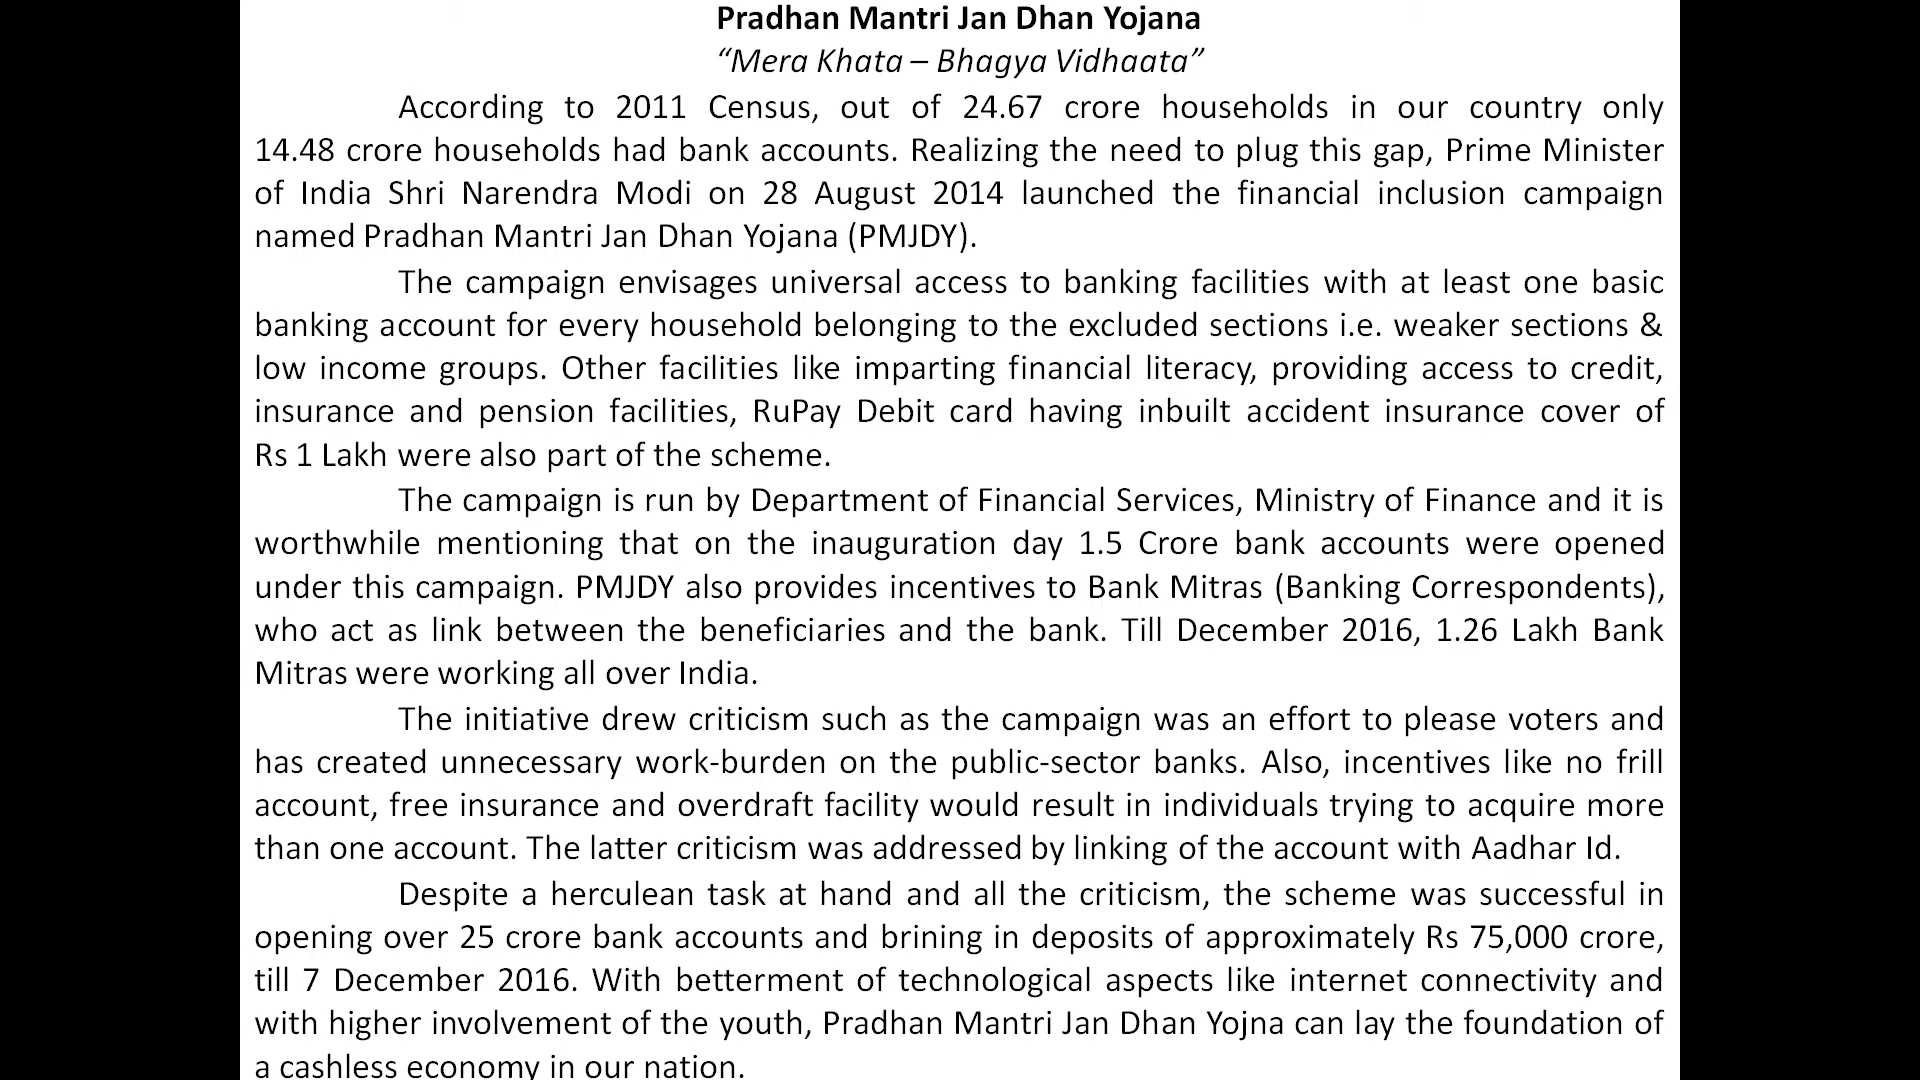 Pradhan Mantri Jan Dhan Yojana
“Mera Khata – Bhagya Vidhaata”
According to 2011 Census, out of 24.67 crore households in our country only
14.48 crore households had bank accounts. Realizing the need to plug this gap, Prime Minister
of India Shri Narendra Modi on 28 August 2014 launched the financial inclusion campaign
named Pradhan Mantri Jan Dhan Yojana (PMJDY).
The campaign envisages universal access to banking facilities with at least one basic
banking account for every household belonging to the excluded sections i.e. weaker sections &
low income groups. Other facilities like imparting financial literacy, providing access to credit,
insurance and pension facilities, RuPay Debit card having inbuilt accident insurance cover of
Rs 1 Lakh were also part of the scheme.
The campaign is run by Department of Financial Services, Ministry of Finance and it is
worthwhile mentioning that on the inauguration day 1.5 Crore bank accounts were opened
under this campaign. PMJDY also provides incentives to Bank Mitras (Banking Correspondents),
who act as link between the beneficiaries and the bank. Till December 2016, 1.26 Lakh Bank
Mitras were working all over India.
The initiative drew criticism such as the campaign was an effort to please voters and
has created unnecessary work-burden on the public-sector banks. Also, incentives like no frill
account, free insurance and overdraft facility would result in individuals trying to acquire more
than one account. The latter criticism was addressed by linking of the account with Aadhar Id.
Despite a herculean task at hand and all the criticism, the scheme was successful in
opening over 25 crore bank accounts and brining in deposits of approximately Rs 75,000 crore,
till 7 December 2016. With betterment of technological aspects like internet connectivity and
with higher involvement of the youth, Pradhan Mantri Jan Dhan Yojna can lay the foundation of
a cashless economy in our nation.